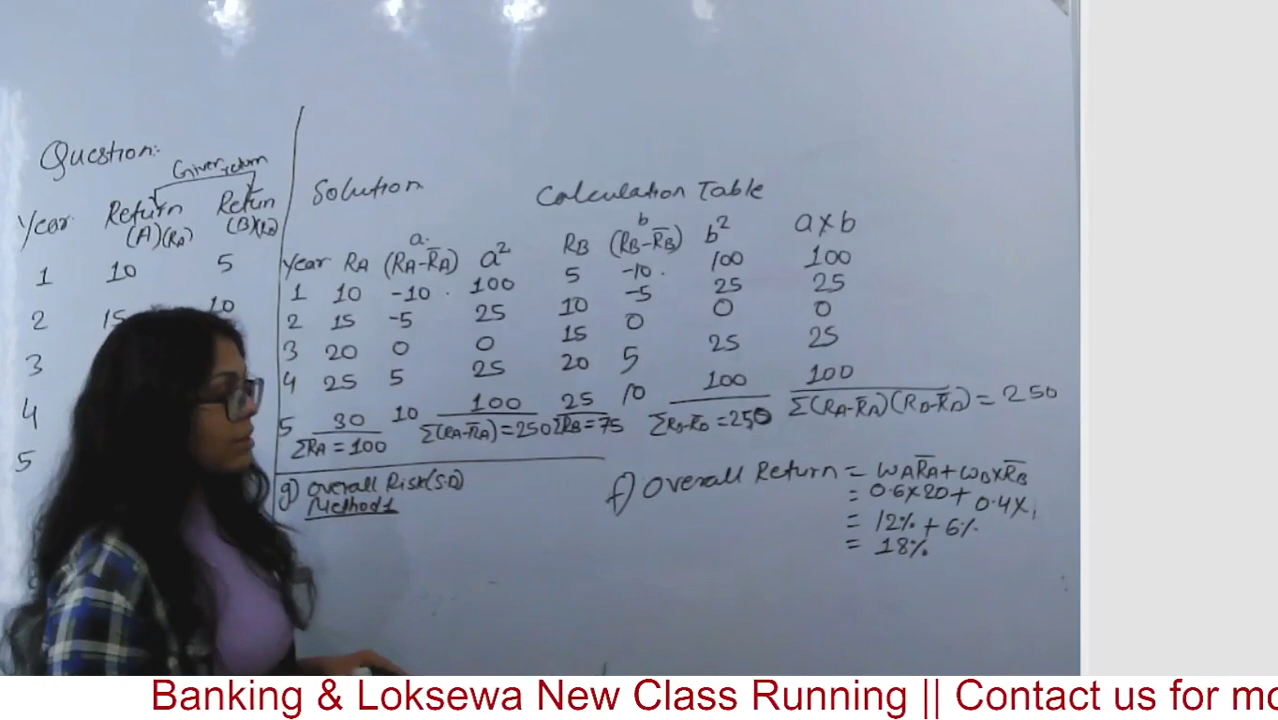 Question:
Given return
Year Return (A)(RA) Return (B)(RB)
1 10 5
2 15 10
3
4
5
Solution
Calculation Table
Year RA a (RA-R̅A) a² RB b (RB-R̅B) b² axb
1 10 -10 100 5 -10 100 100
2 15 -5 25 10 -5 25 25
3 20 0 0 15 0 0 0
4 25 5 25 20 5 25 25
5 30 10 100 25 10 100 100
ΣRA = 100 Σ(RA-R̅A)=250 ΣRB=75 ΣRB-R̅B=250 Σ(RA-R̅A)(RB-R̅B)=250
g) Overall Risk(S.D)
Method 1
f) Overall Return = WAR̅A+WBxR̅B
= 0.6x20+ 0.4x
= 12% + 6%
= 18%
Banking & Loksewa New Class Running || Contact us for mo